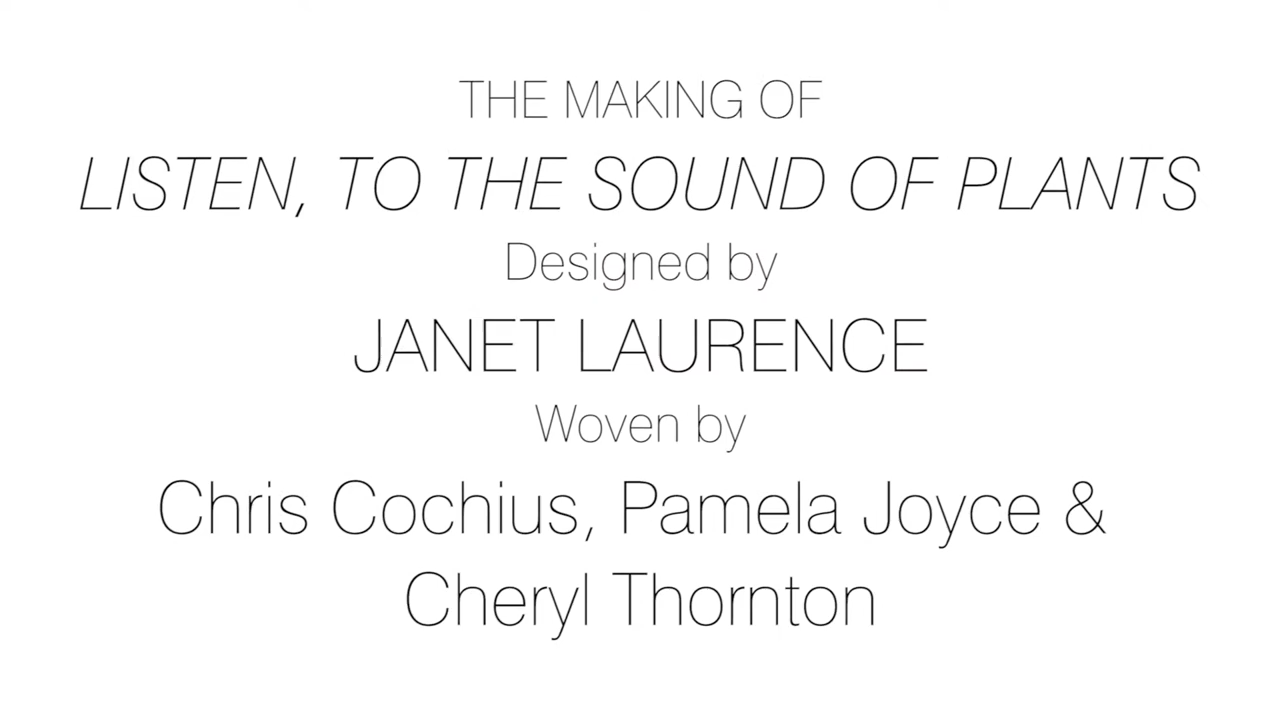 THE MAKING OF
LISTEN, TO THE SOUND OF PLANTS
Designed by
JANET LAURENCE
Woven by
Chris Cochius, Pamela Joyce &
Cheryl Thornton